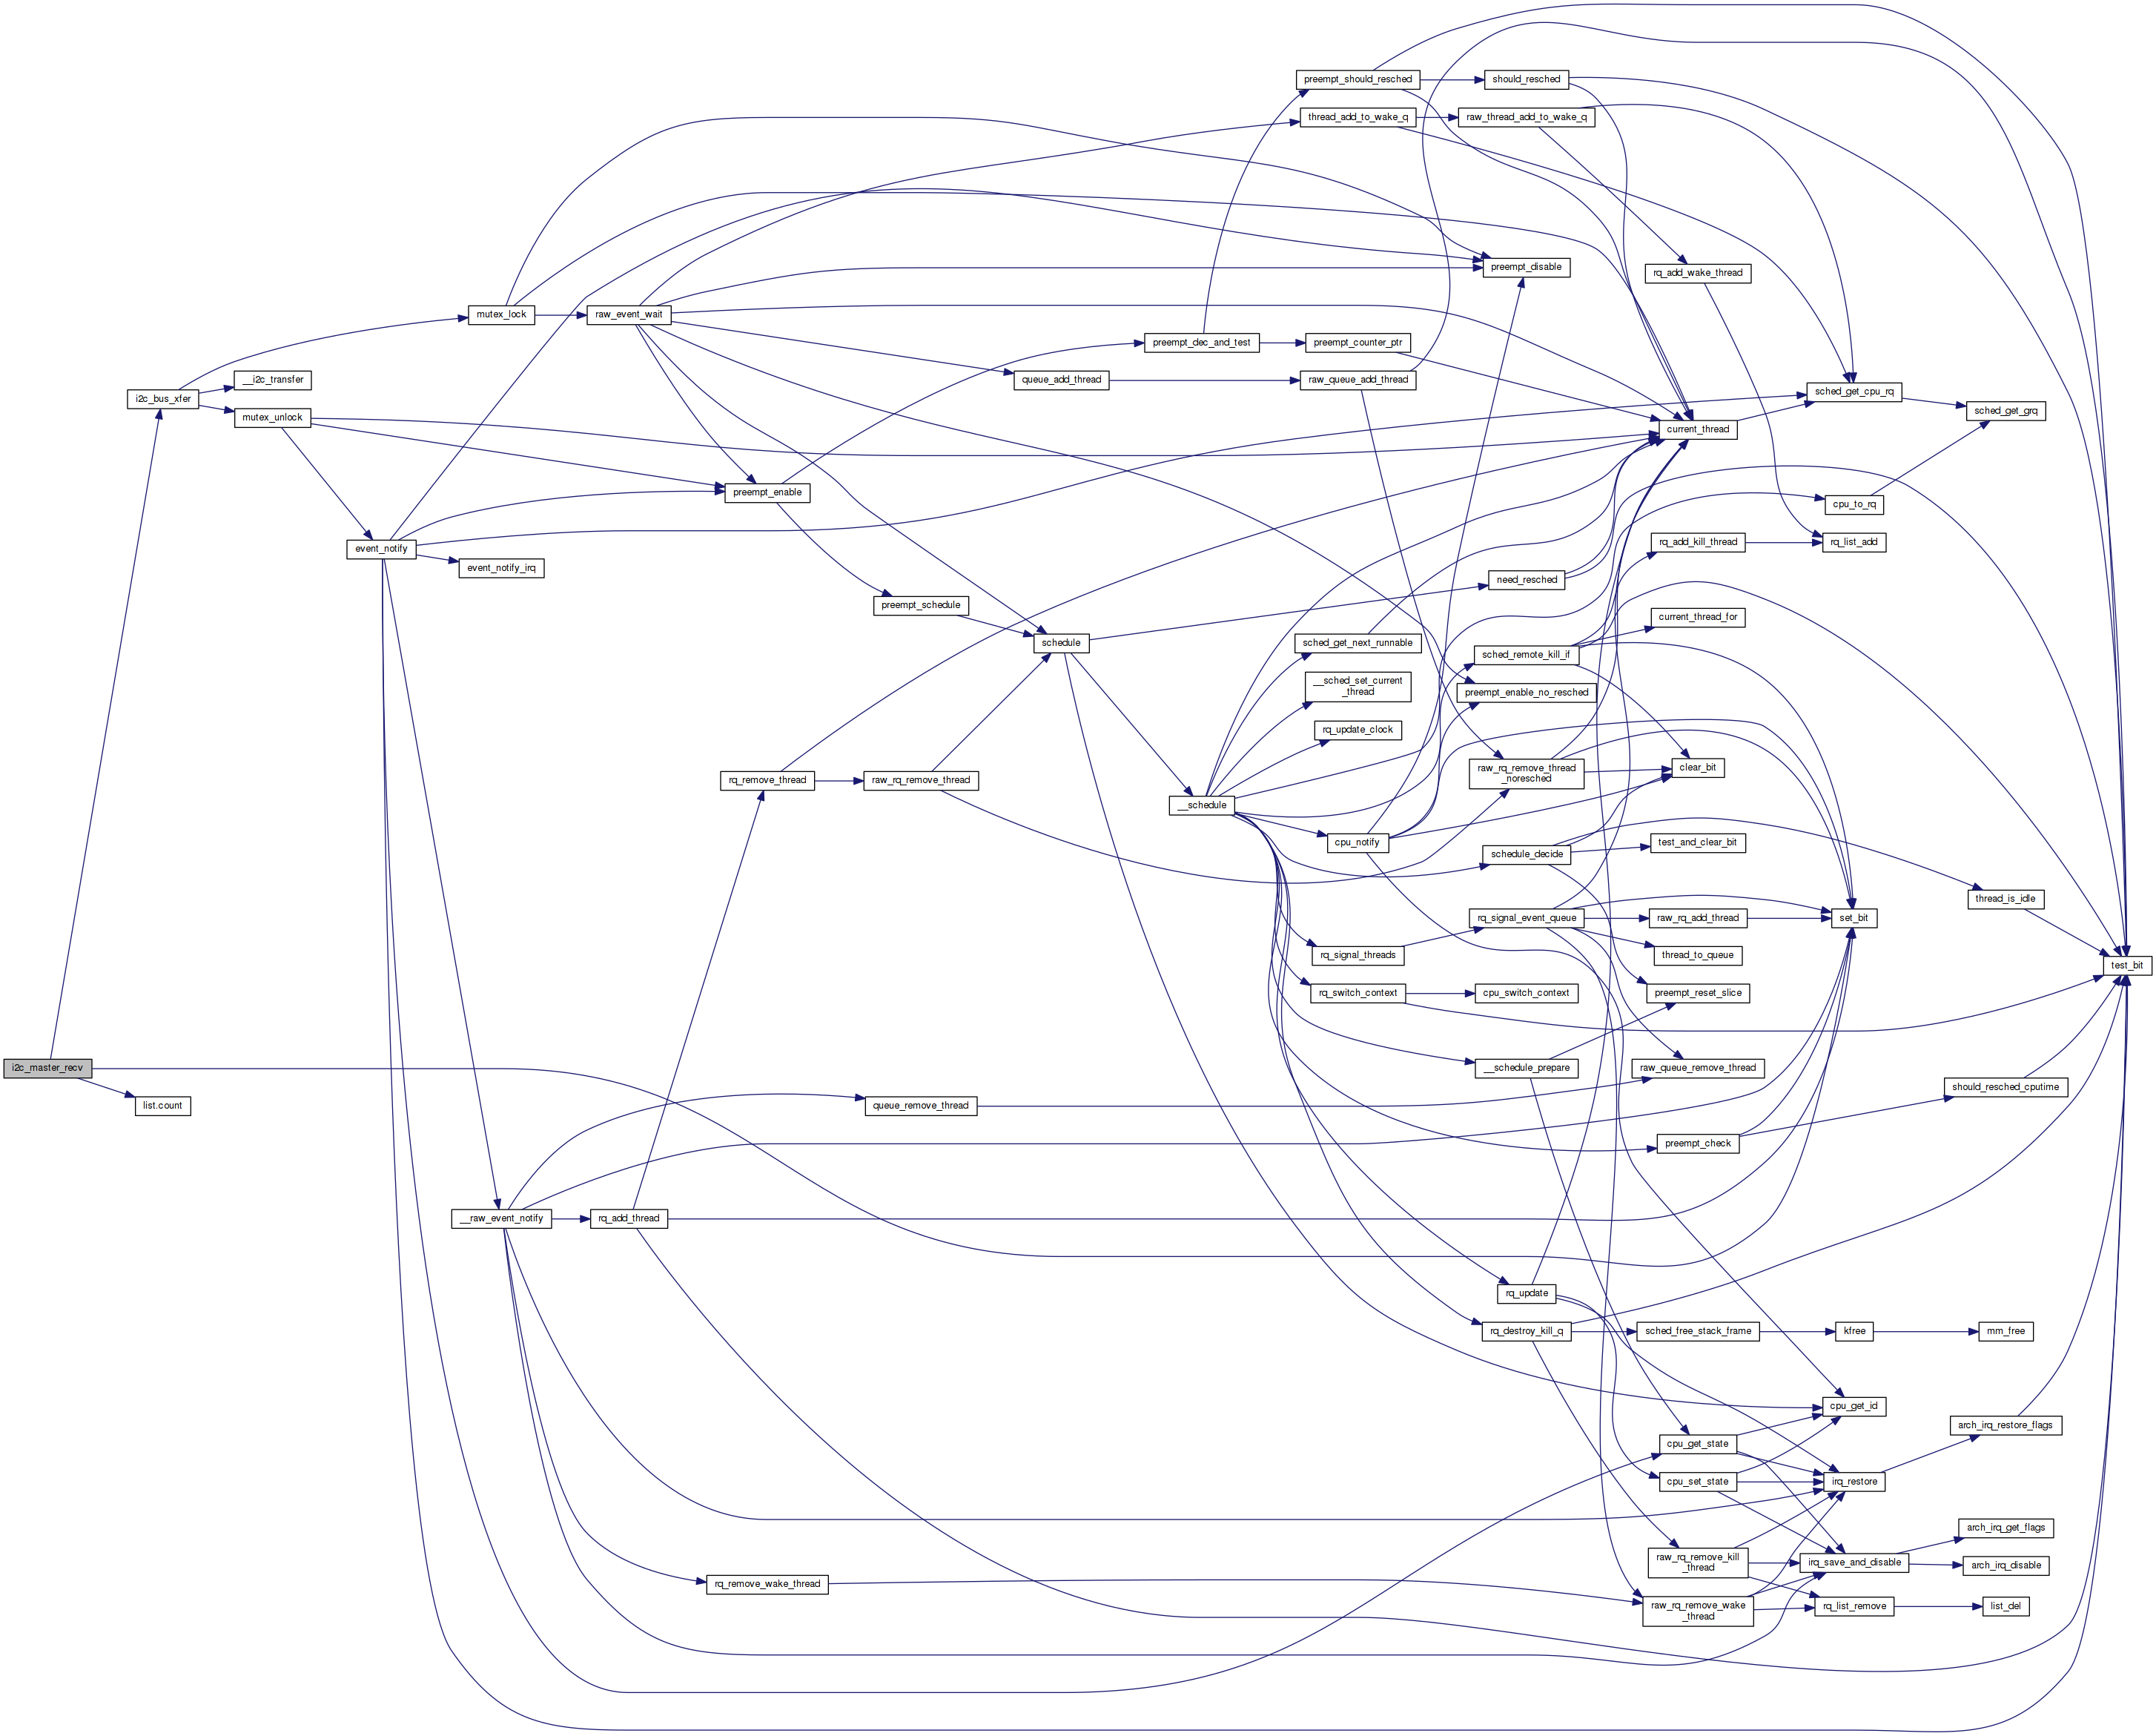 preempt_should_resched
should_resched
thread_add_to_wake_q
raw_thread_add_to_wake_q
preempt_disable
rq_add_wake_thread
mutex_lock
raw_event_wait
preempt_dec_and_test
preempt_counter_ptr
__i2c_transfer
queue_add_thread
raw_queue_add_thread
i2c_bus_xfer
sched_get_cpu_rq
sched_get_grq
mutex_unlock
current_thread
preempt_enable
cpu_to_rq
event_notify
rq_add_kill_thread
rq_list_add
event_notify_irq
need_resched
preempt_schedule
current_thread_for
schedule
sched_get_next_runnable
sched_remote_kill_if
__sched_set_current
_thread
preempt_enable_no_resched
rq_update_clock
rq_remove_thread
raw_rq_remove_thread
raw_rq_remove_thread
_noresched
clear_bit
__schedule
cpu_notify
schedule_decide
test_and_clear_bit
thread_is_idle
rq_signal_event_queue
raw_rq_add_thread
set_bit
rq_signal_threads
thread_to_queue
test_bit
rq_switch_context
cpu_switch_context
preempt_reset_slice
i2c_master_recv
__schedule_prepare
raw_queue_remove_thread
should_resched_cputime
list.count
queue_remove_thread
preempt_check
__raw_event_notify
rq_add_thread
rq_update
rq_destroy_kill_q
sched_free_stack_frame
kfree
mm_free
cpu_get_id
arch_irq_restore_flags
cpu_get_state
cpu_set_state
irq_restore
arch_irq_get_flags
raw_rq_remove_kill
_thread
irq_save_and_disable
arch_irq_disable
rq_remove_wake_thread
raw_rq_remove_wake
_thread
rq_list_remove
list_del